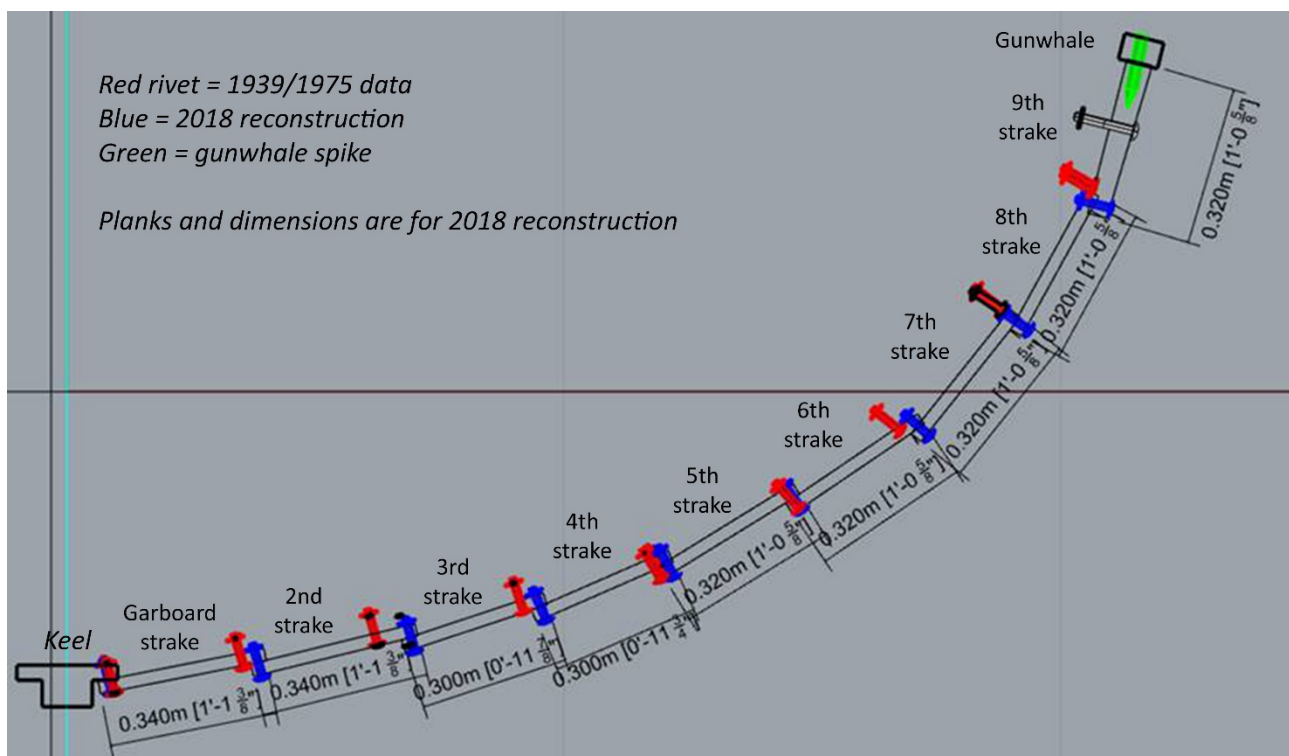 Red rivet = 1939/1975 data
Blue = 2018 reconstruction
Green = gunwhale spike
Planks and dimensions are for 2018 reconstruction
Gunwhale
9th
strake
8th
strake
7th
strake
6th
strake
5th
strake
4th
strake
3rd
strake
2nd
strake
Garboard
strake
Keel
0.340m [1'-1 3/8"]
0.340m [1'-1 3/8"]
0.300m [0'-11 7/8"]
0.300m [0'-11 3/4"]
0.320m [1'-0 5/8"]
0.320m [1'-0 5/8"]
0.320m [1'-0 5/8"]
0.320m [1'-0 5/8"]
0.320m [1'-0 5/8"]